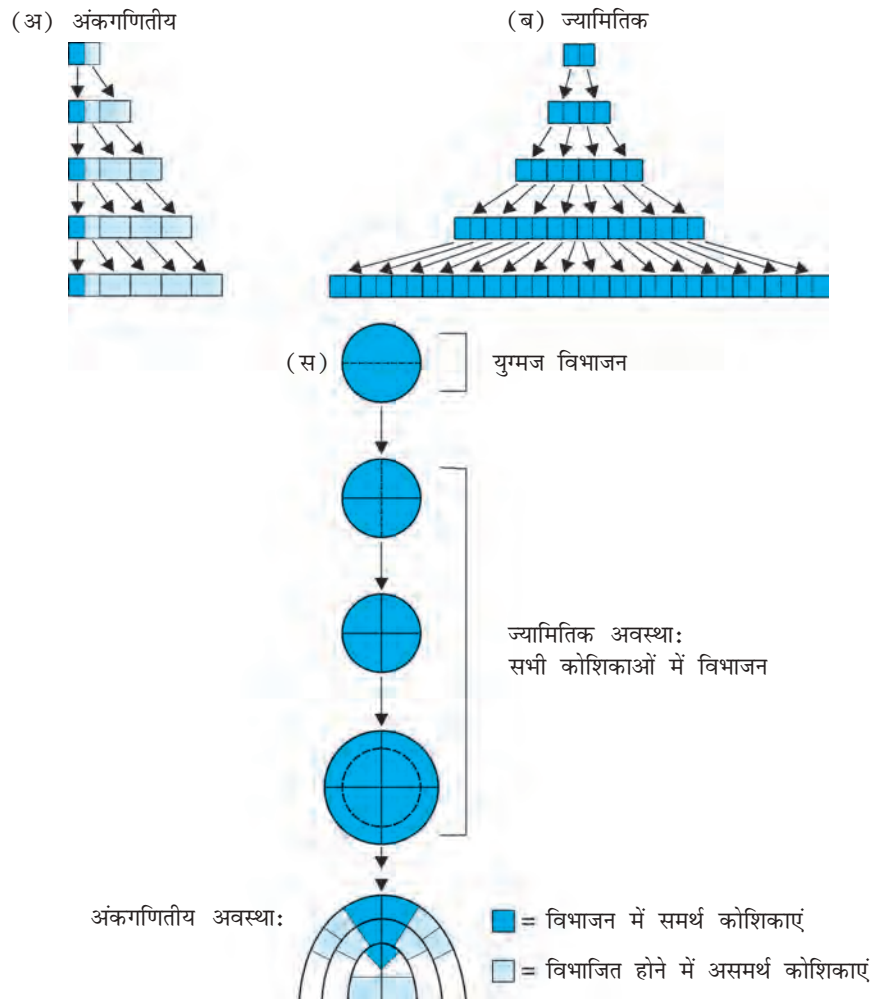 (अ) अंकगणितीय
(ब) ज्यामितिक
(स)
युग्मज विभाजन
ज्यामितिक अवस्था:
सभी कोशिकाओं में विभाजन
अंकगणितीय अवस्था:
= विभाजन में समर्थ कोशिकाएं
= विभाजित होने में असमर्थ कोशिकाएं